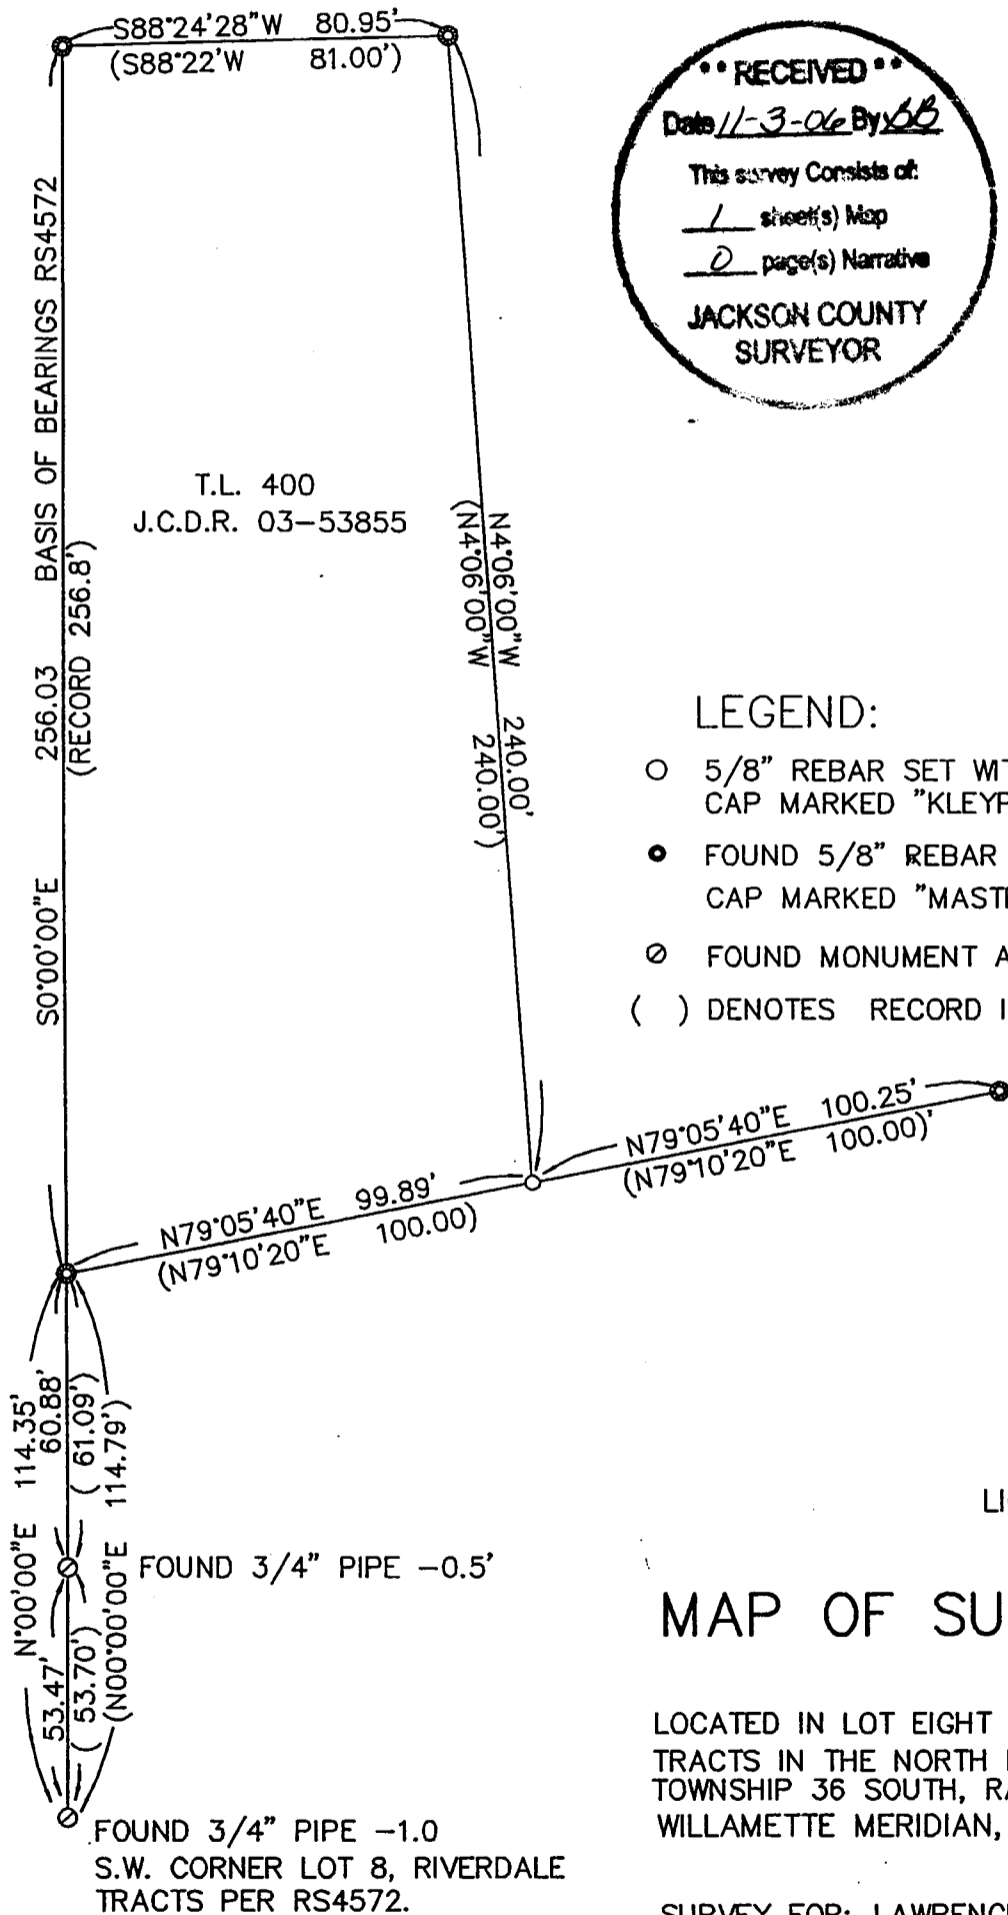 S88°24'28"W 80.95'
(S88°22'W 81.00')
** RECEIVED **
Date 11-3-06 By BB
This survey Consists of:
1 sheet(s) Map
0 page(s) Narrative
JACKSON COUNTY
SURVEYOR
S0°00'00"E 256.03 BASIS OF BEARINGS RS4572
(RECORD 256.8')
T.L. 400
J.C.D.R. 03-53855
N4°06'00"W 240.00'
(N4°06'00"W 240.00')
LEGEND:
5/8" REBAR SET
CAP MARKED
FOUND 5/8" REBAR
CAP MARKED
FOUND MONUMENT
( ) DENOTES RECORD
N79°05'40"E 100.25'
(N79°10'20"E 100.00)'
N79°05'40"E 99.89'
(N79°10'20"E 100.00)
N°00'00"E 114.35'
60.88'
( 61.09')
(N00°00'00"E 114.79')
FOUND 3/4" PIPE -0.5'
53.47'
( 53.70')
FOUND 3/4" PIPE -1.0
S.W. CORNER LOT 8, RIVERDALE
TRACTS PER RS4572.
MAP OF
LOCATED IN LOT EIGHT
TRACTS IN THE NORTH
TOWNSHIP 36 SOUTH,
WILLAMETTE MERIDIAN,
SURVEY FOR: